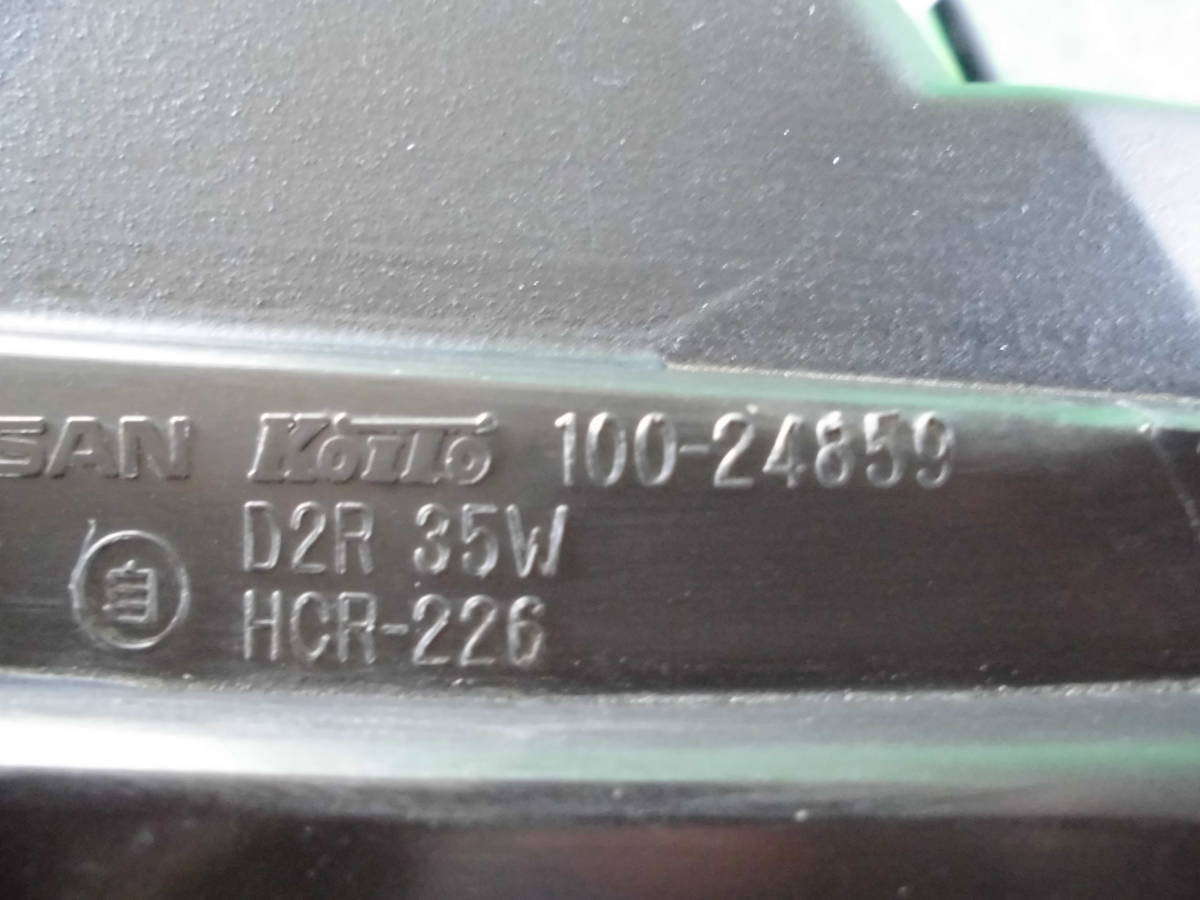 SAN KOITO 100-24859
D2R 35W
自
HCR-226